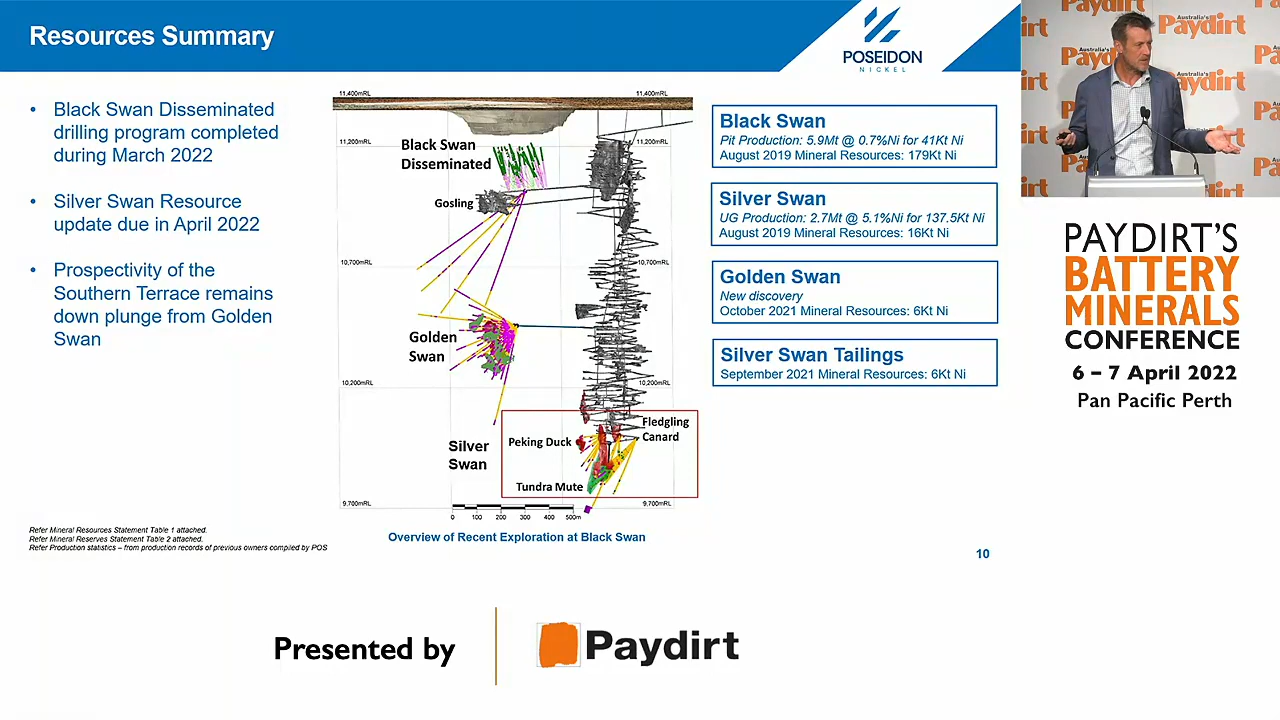 Resources Summary
POSEIDON
NICKEL
• Black Swan Disseminated
drilling program completed
during March 2022
• Silver Swan Resource
update due in April 2022
• Prospectivity of the
Southern Terrace remains
down plunge from Golden
Swan
11,400mRL
11,400mRL
Black Swan
Disseminated
11,200mRL
11,200mRL
Gosling
10,700mRL
10,700mRL
Golden
Swan
10,200mRL
10,200mRL
Silver
Swan
Peking Duck
Fledgling
Canard
Tundra Mute
9,700mRL
9,700mRL
0 100 200 300 400 500m
Overview of Recent Exploration at Black Swan
Black Swan
Pit Production: 5.9Mt @ 0.7%Ni for 41Kt Ni
August 2019 Mineral Resources: 179Kt Ni
Silver Swan
UG Production: 2.7Mt @ 5.1%Ni for 137.5Kt Ni
August 2019 Mineral Resources: 16Kt Ni
Golden Swan
New discovery
October 2021 Mineral Resources: 6Kt Ni
Silver Swan Tailings
September 2021 Mineral Resources: 6Kt Ni
Refer Mineral Resources Statement Table 1 attached.
Refer Mineral Reserves Statement Table 2 attached.
Refer Production statistics – from production records of previous owners compiled by POS
10
Australia's
Paydirt
PAYDIRT'S
BATTERY
MINERALS
CONFERENCE
6 – 7 April 2022
Pan Pacific Perth
Presented by
Paydirt